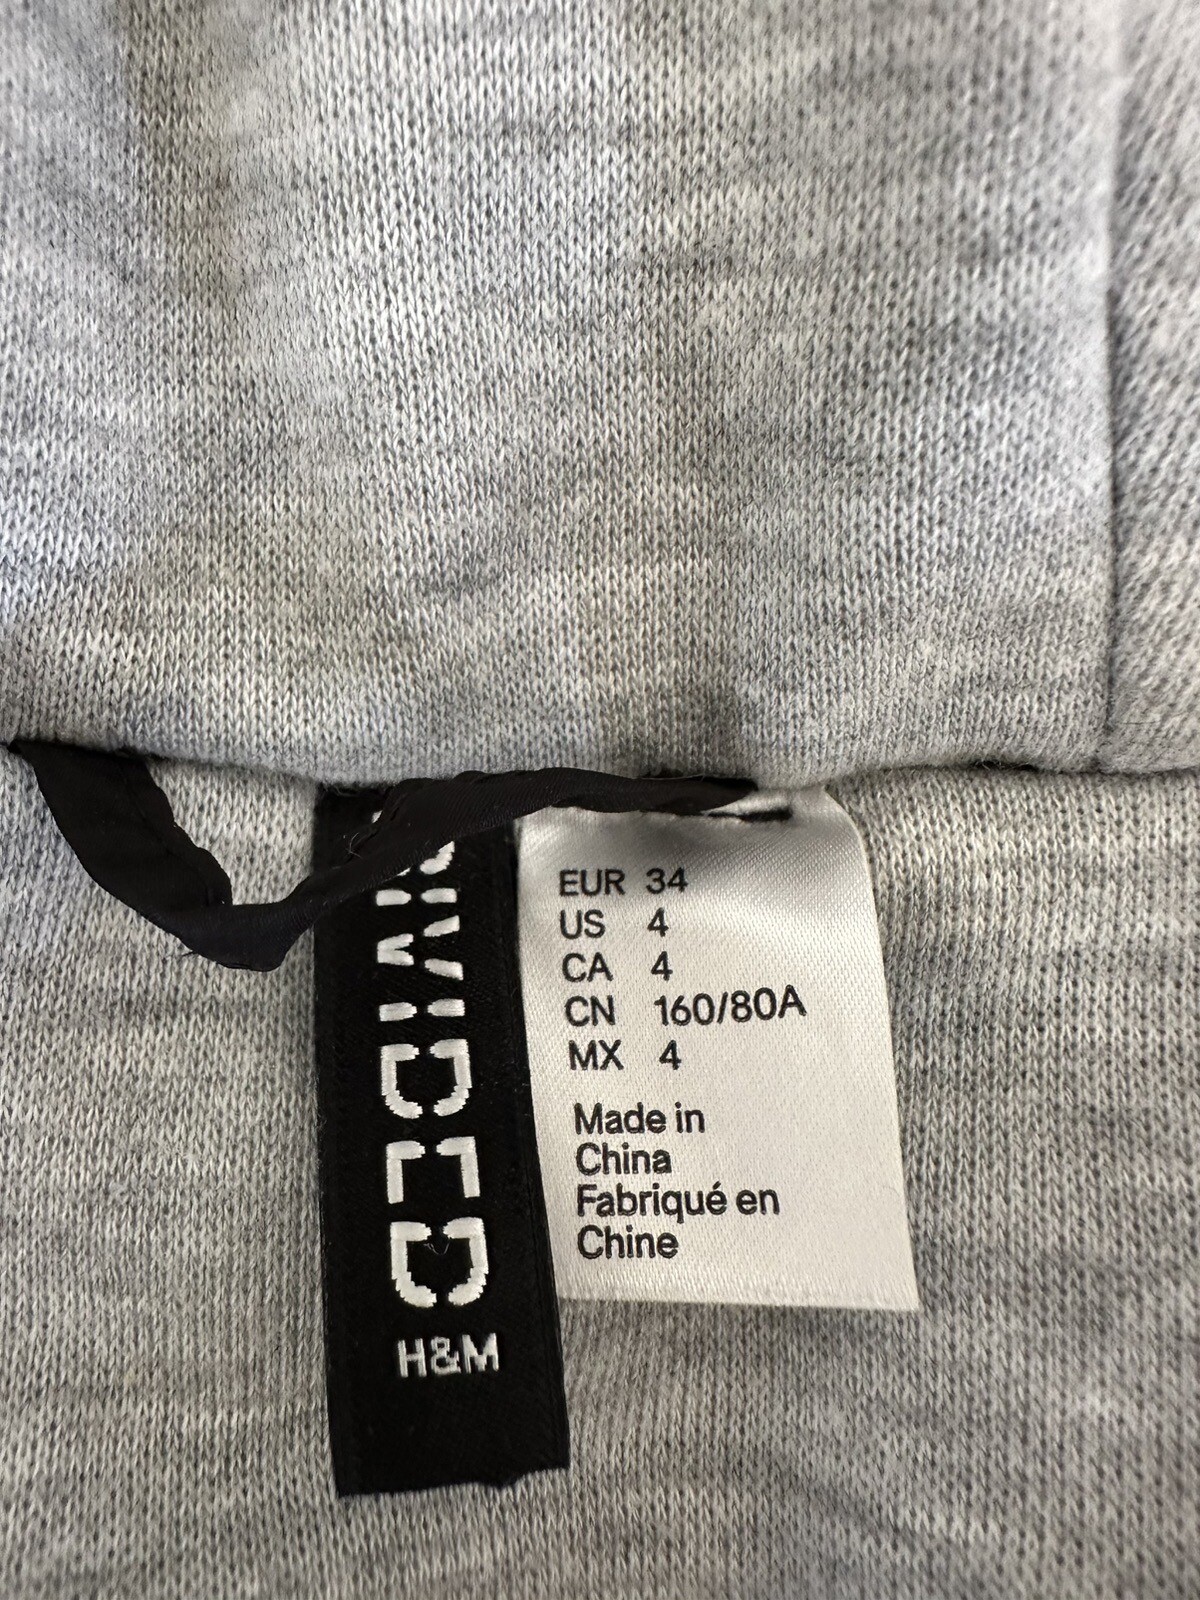 DIVIDED
H&M
EUR 34
US 4
CA 4
CN 160/80A
MX 4
Made in
China
Fabriqué en
Chine